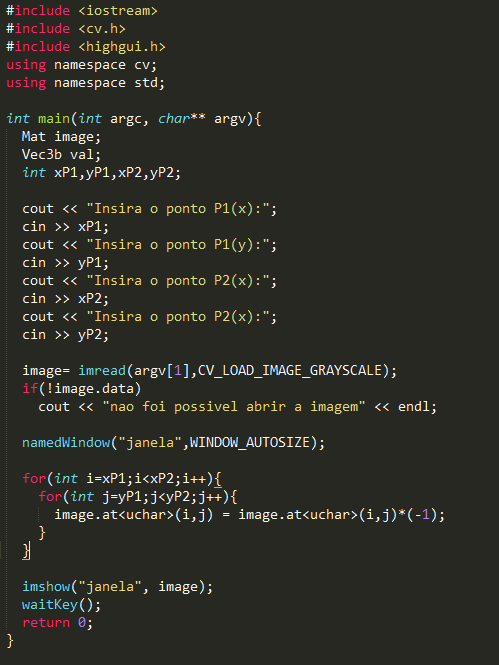 #include <iostream>
#include <cv.h>
#include <highgui.h>
using namespace cv;
using namespace std;

int main(int argc, char** argv){
  Mat image;
  Vec3b val;
  int xP1,yP1,xP2,yP2;

  cout << "Insira o ponto P1(x):";
  cin >> xP1;
  cout << "Insira o ponto P1(y):";
  cin >> yP1;
  cout << "Insira o ponto P2(x):";
  cin >> xP2;
  cout << "Insira o ponto P2(x):";
  cin >> yP2;

  image= imread(argv[1],CV_LOAD_IMAGE_GRAYSCALE);
  if(!image.data)
    cout << "nao foi possivel abrir a imagem" << endl;

  namedWindow("janela",WINDOW_AUTOSIZE);

  for(int i=xP1;i<xP2;i++){
    for(int j=yP1;j<yP2;j++){
      image.at<uchar>(i,j) = image.at<uchar>(i,j)*(-1);
    }
  }

  imshow("janela", image);
  waitKey();
  return 0;
}